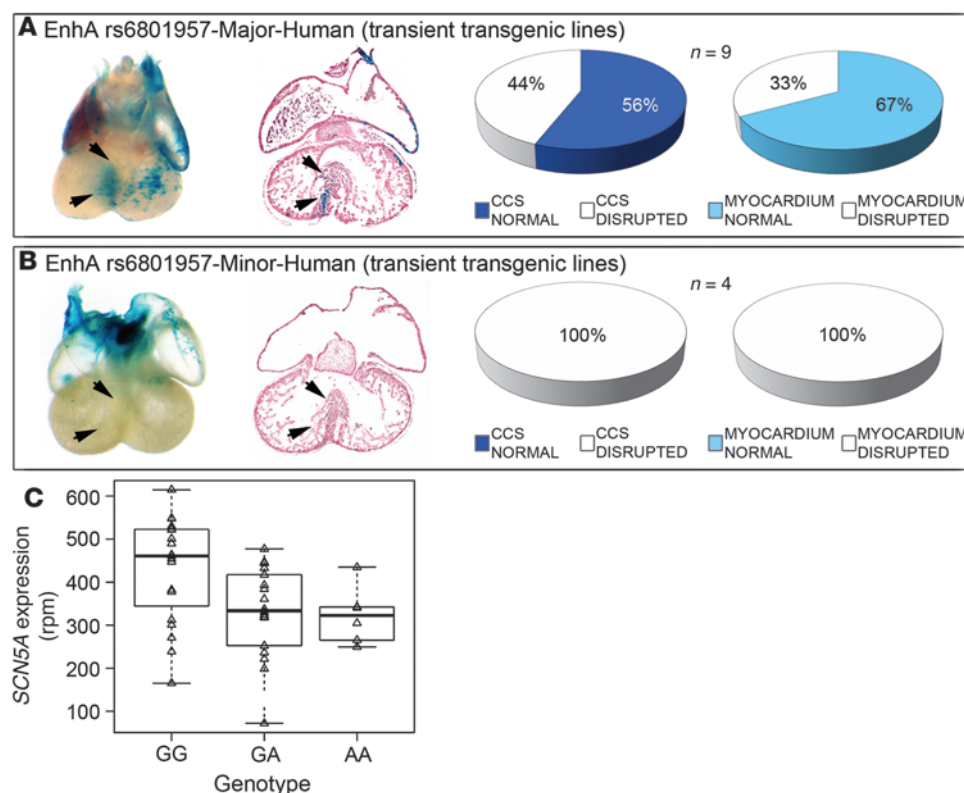 A EnhA rs6801957-Major-Human (transient transgenic lines)
n = 9
44%
56%
33%
67%
CCS NORMAL
CCS DISRUPTED
MYOCARDIUM NORMAL
MYOCARDIUM DISRUPTED
B EnhA rs6801957-Minor-Human (transient transgenic lines)
n = 4
100%
100%
CCS NORMAL
CCS DISRUPTED
MYOCARDIUM NORMAL
MYOCARDIUM DISRUPTED
C
SCN5A expression
(rpm)
600
500
400
300
200
100
GG GA AA
Genotype